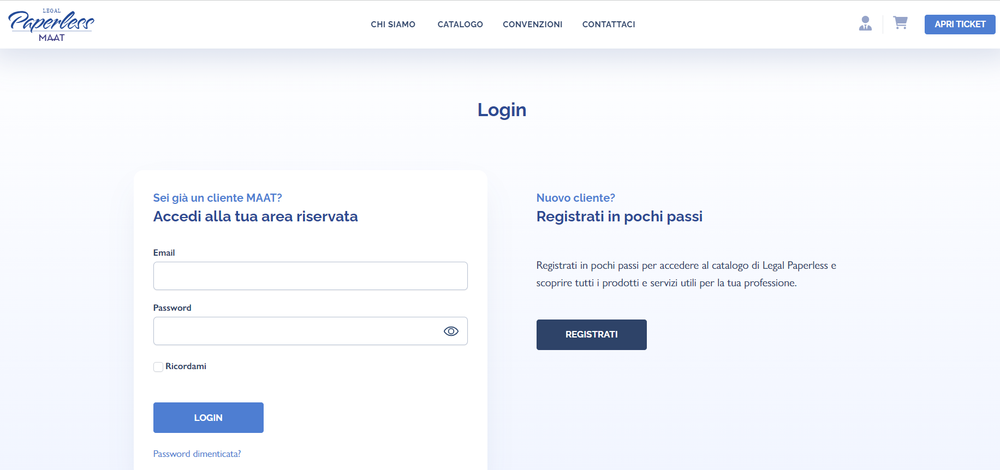 LEGAL
Paperless
MAAT
CHI SIAMO
CATALOGO
CONVENZIONI
CONTATTACI
APRI TICKET
Login
Sei già un cliente MAAT?
Accedi alla tua area riservata
Email
Password
Ricordami
LOGIN
Password dimenticata?
Nuovo cliente?
Registrati in pochi passi
Registrati in pochi passi per accedere al catalogo di Legal Paperless e
scoprire tutti i prodotti e servizi utili per la tua professione.
REGISTRATI